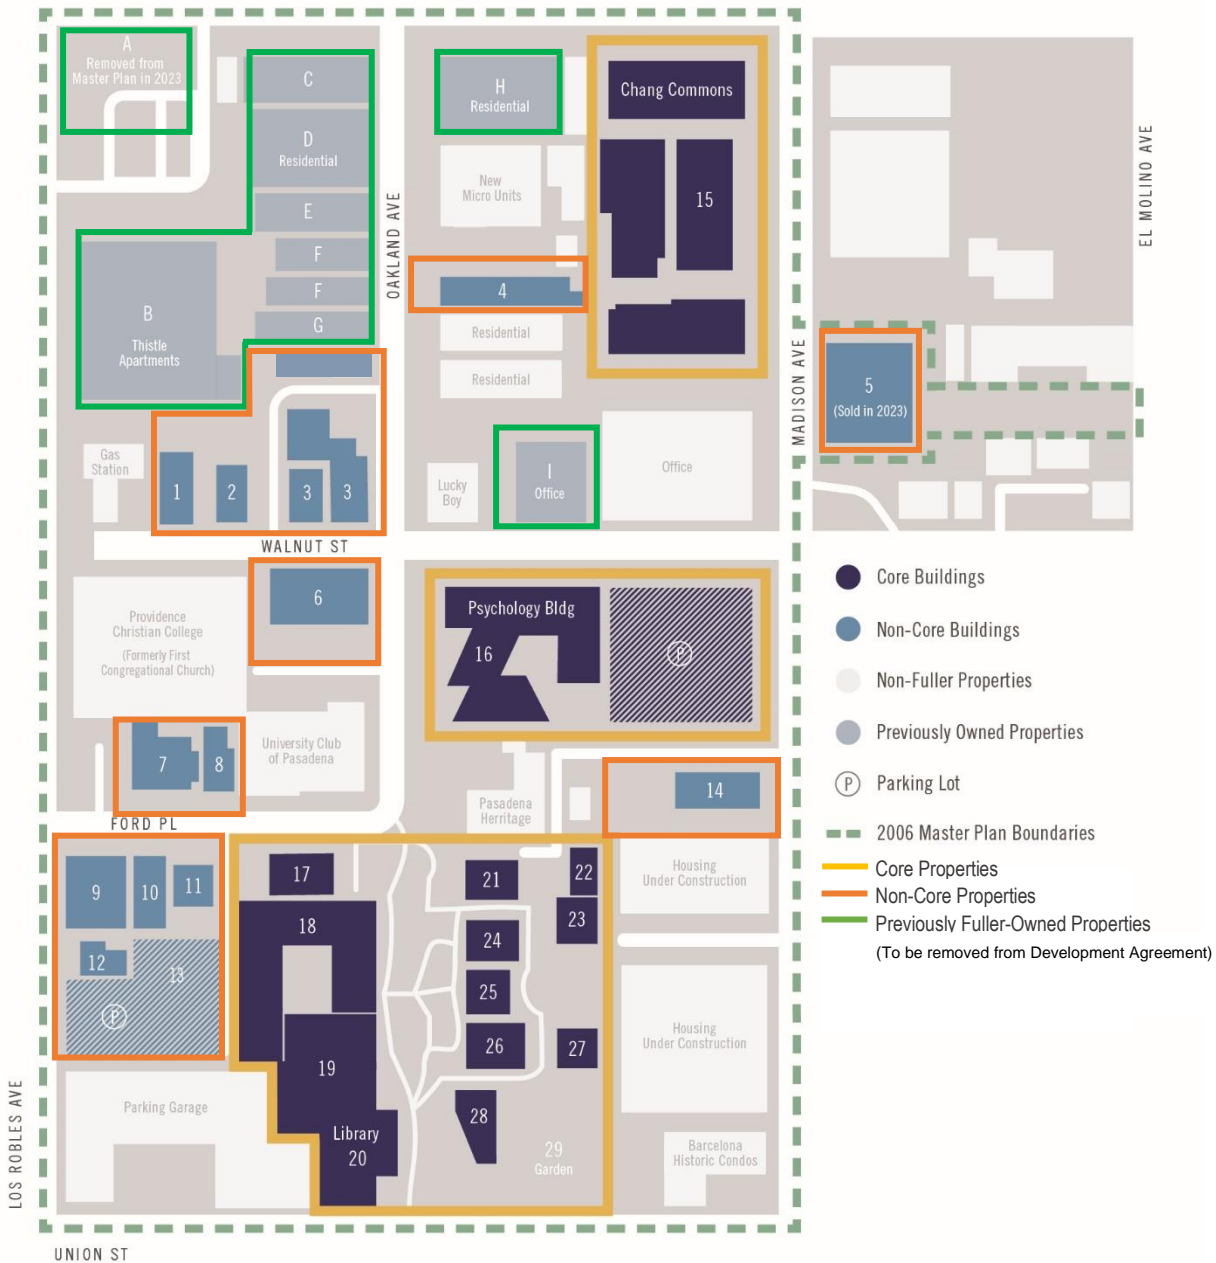 A
Removed from
Master Plan in 2023
C
D
Residential
E
F
F
G
B
Thistle
Apartments
H
Residential
New
Micro Units
4
Residential
Residential
Chang Commons
15
OAKLAND AVE
MADISON AVE
EL MOLINO AVE
5
(Sold in 2023)
Gas
Station
1
2
3
3
Lucky
Boy
I
Office
Office
WALNUT ST
Providence
Christian College
(Formerly First
Congregational Church)
6
Psychology Bldg
16
P
7
8
University Club
of Pasadena
Pasadena
Herritage
14
FORD PL
9
10
11
12
13
P
17
18
19
Library
20
21
22
23
24
25
26
27
28
29
Garden
Housing
Under Construction
Housing
Under Construction
Barcelona
Historic Condos
Parking Garage
LOS ROBLES AVE
UNION ST
Core Buildings
Non-Core Buildings
Non-Fuller Properties
Previously Owned Properties
P Parking Lot
2006 Master Plan Boundaries
Core Properties
Non-Core Properties
Previously Fuller-Owned Properties
(To be removed from Development Agreement)